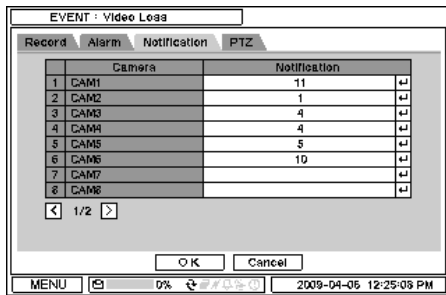 EVENT : Video Loss
Record Alarm Notification PTZ
Camera Notification
1 CAM1 11
2 CAM2 1
3 CAM3 4
4 CAM4 4
5 CAM5 5
6 CAM6 10
7 CAM7
8 CAM8
< 1/2 >
OK Cancel
MENU 0% 2009-04-06 12:25:08 PM